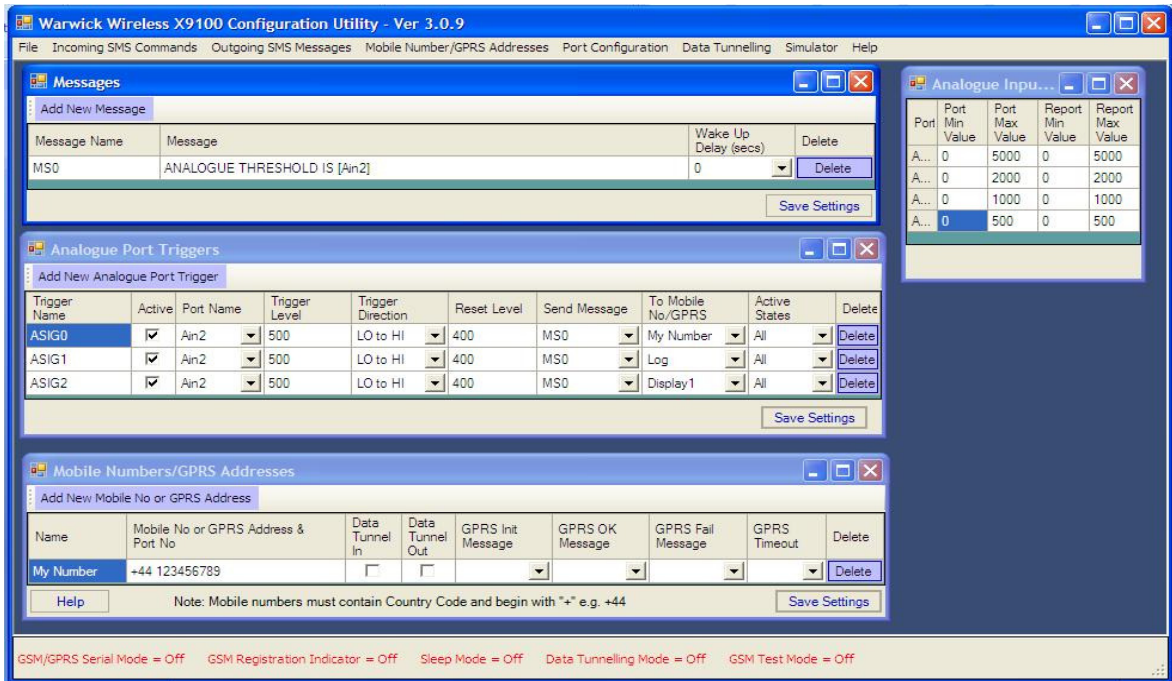 Warwick Wireless X9100 Configuration Utility - Ver 3.0.9
File Incoming SMS Commands Outgoing SMS Messages Mobile Number/GPRS Addresses Port Configuration Data Tunnelling Simulator Help
Messages
Add New Message
Message Name Message Wake Up Delay (secs) Delete
MS0 ANALOGUE THRESHOLD IS [Ain2] 0 Delete
Save Settings
Analogue Inpu...
Port Port Min Value Port Max Value Report Min Value Report Max Value
A... 0 5000 0 5000
A... 0 2000 0 2000
A... 0 1000 0 1000
A... 0 500 0 500
Analogue Port Triggers
Add New Analogue Port Trigger
Trigger Name Active Port Name Trigger Level Trigger Direction Reset Level Send Message To Mobile No/GPRS Active States Delete
ASIG0 Ain2 500 LO to HI 400 MS0 My Number All Delete
ASIG1 Ain2 500 LO to HI 400 MS0 Log All Delete
ASIG2 Ain2 500 LO to HI 400 MS0 Display1 All Delete
Save Settings
Mobile Numbers/GPRS Addresses
Add New Mobile No or GPRS Address
Name Mobile No or GPRS Address & Port No Data Tunnel In Data Tunnel Out GPRS Init Message GPRS OK Message GPRS Fail Message GPRS Timeout Delete
My Number +44 123456789 Delete
Help Note: Mobile numbers must contain Country Code and begin with "+" e.g. +44 Save Settings
GSM/GPRS Serial Mode = Off GSM Registration Indicator = Off Sleep Mode = Off Data Tunnelling Mode = Off GSM Test Mode = Off